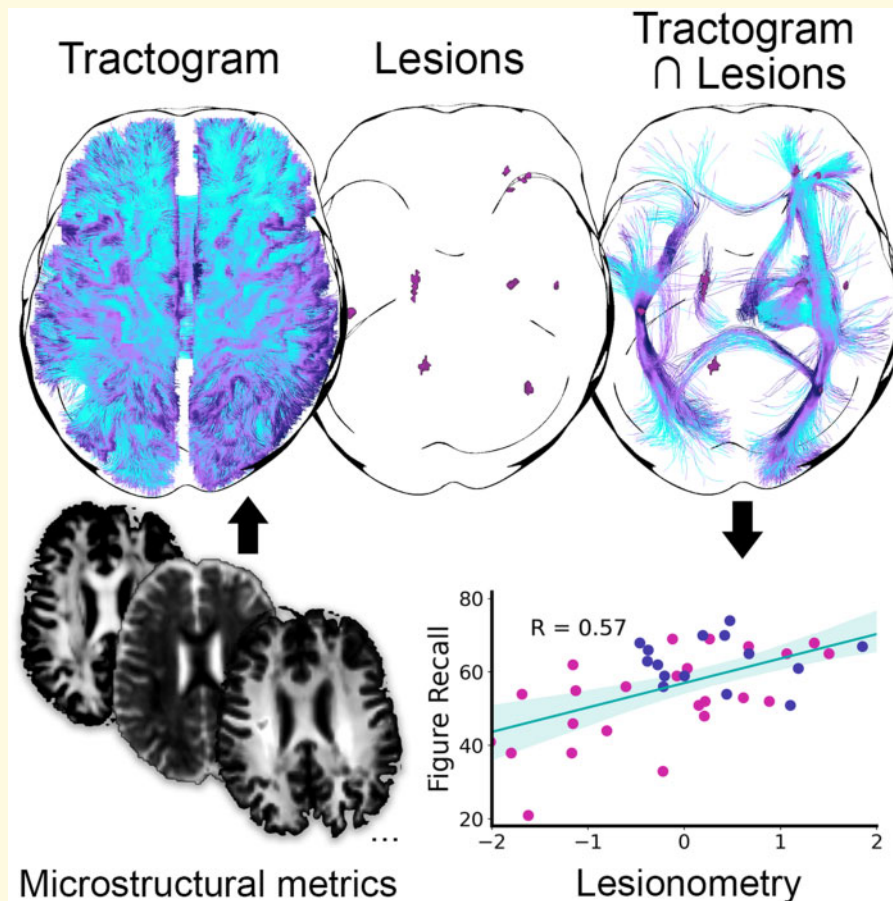 Tractogram
Lesions
Tractogram
∩ Lesions
...
Microstructural metrics
80
60
40
20
Figure Recall
R = 0.57
−2
−1
0
1
2
Lesionometry